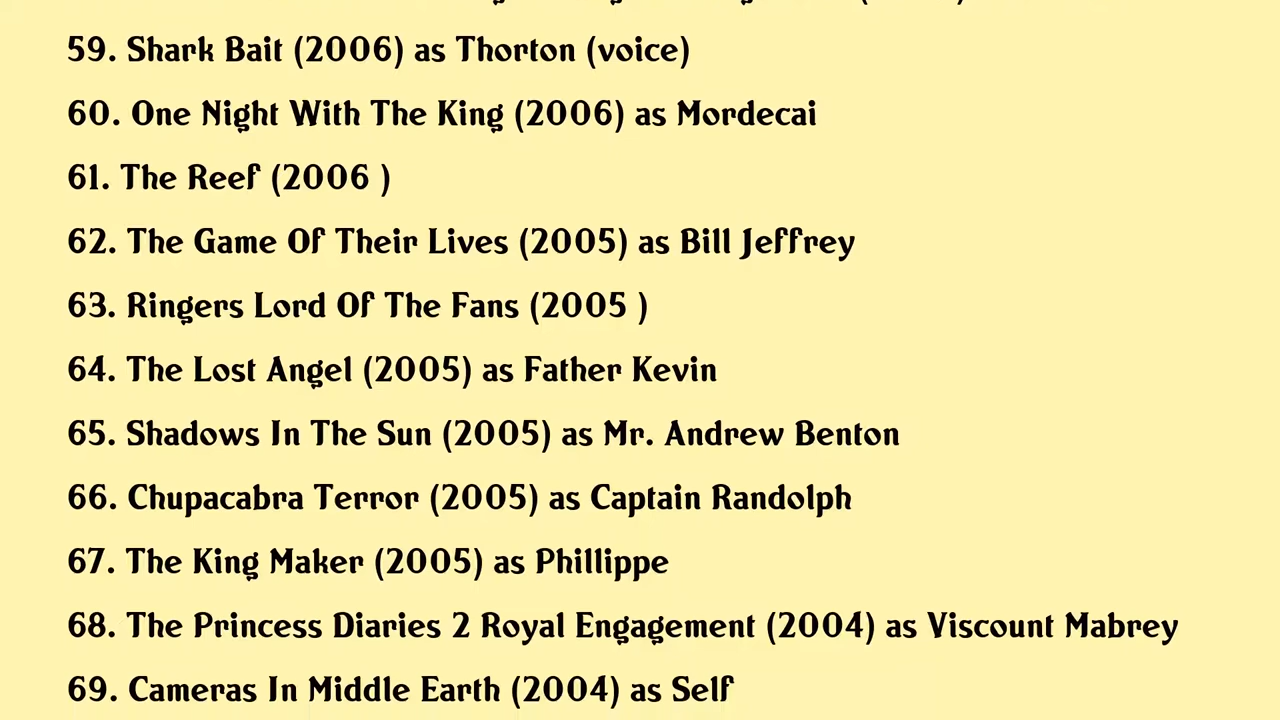 59. Shark Bait (2006) as Thorton (voice)
60. One Night With The King (2006) as Mordecai
61. The Reef (2006 )
62. The Game Of Their Lives (2005) as Bill Jeffrey
63. Ringers Lord Of The Fans (2005 )
64. The Lost Angel (2005) as Father Kevin
65. Shadows In The Sun (2005) as Mr. Andrew Benton
66. Chupacabra Terror (2005) as Captain Randolph
67. The King Maker (2005) as Phillippe
68. The Princess Diaries 2 Royal Engagement (2004) as Viscount Mabrey
69. Cameras In Middle Earth (2004) as Self